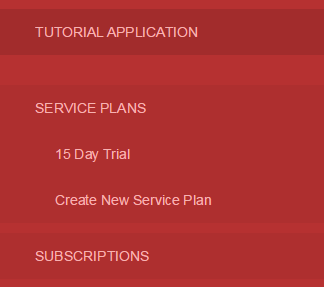 TUTORIAL APPLICATION
SERVICE PLANS
15 Day Trial
Create New Service Plan
SUBSCRIPTIONS